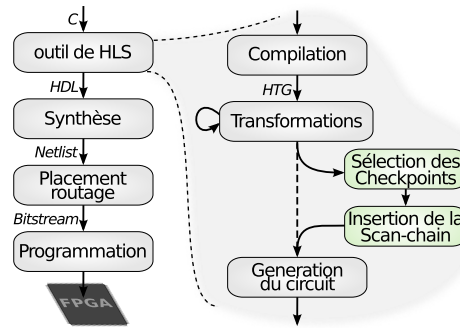 C
outil de HLS
HDL
Synthèse
Netlist
Placement
routage
Bitstream
Programmation
FPGA
Compilation
HTG
Transformations
Sélection des
Checkpoints
Insertion de la
Scan-chain
Generation
du circuit